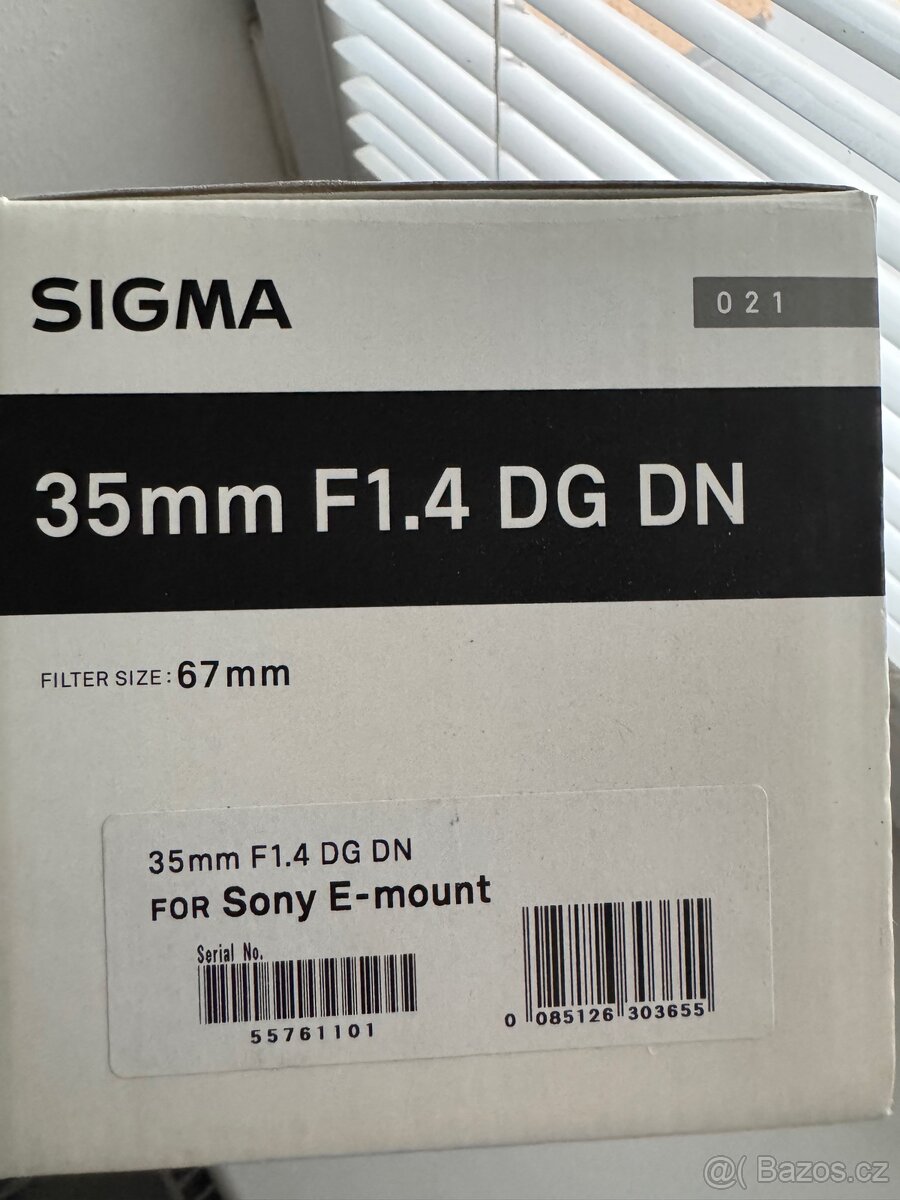 SIGMA
021
35mm F1.4 DG DN
FILTER SIZE: 67mm
35mm F1.4 DG DN
FOR Sony E-mount
Serial No.
55761101
0 085126 303655
@( Bazos.cz